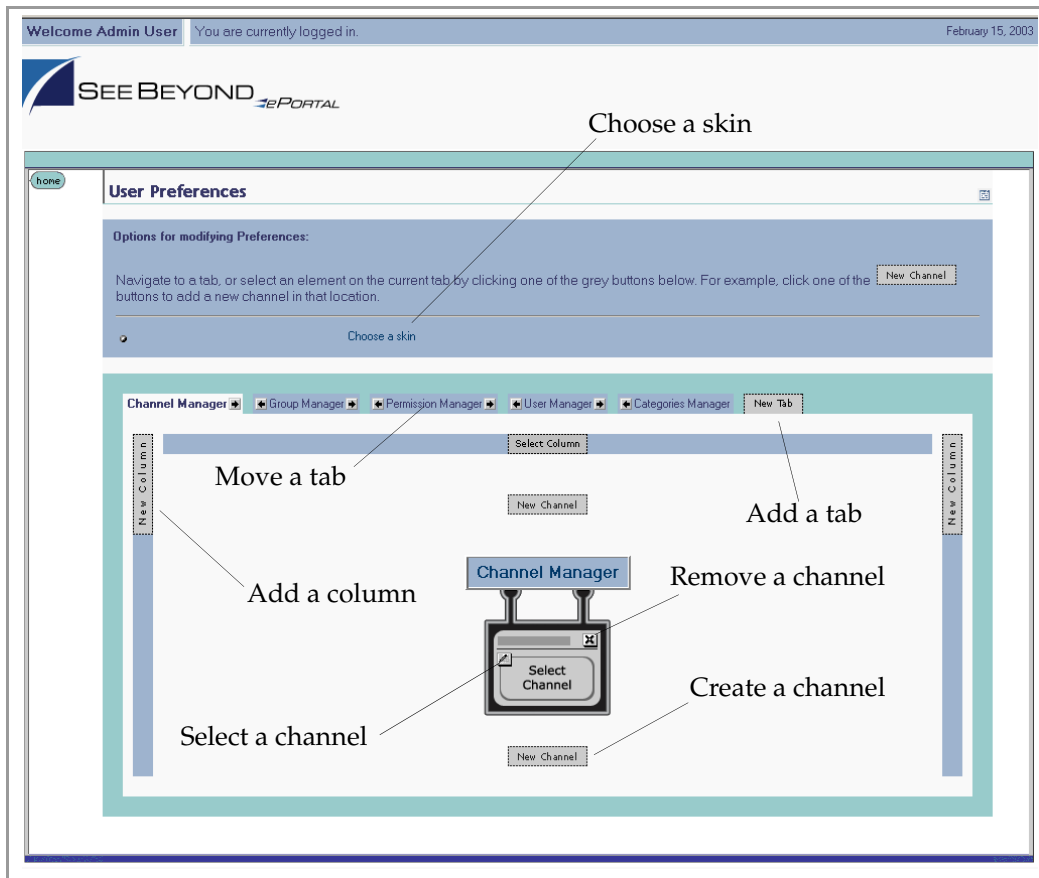 Welcome Admin User You are currently logged in. February 15, 2003
SEEBEYOND ePORTAL
Choose a skin
home
User Preferences
Options for modifying Preferences:
Navigate to a tab, or select an element on the current tab by clicking one of the grey buttons below. For example, click one of the New Channel
buttons to add a new channel in that location.
Choose a skin
Channel Manager Group Manager Permission Manager User Manager Categories Manager New Tab
New Column
Select Column
New Column
Move a tab
New Channel
Add a tab
Channel Manager
Remove a channel
Add a column
Select
Channel
Create a channel
Select a channel
New Channel